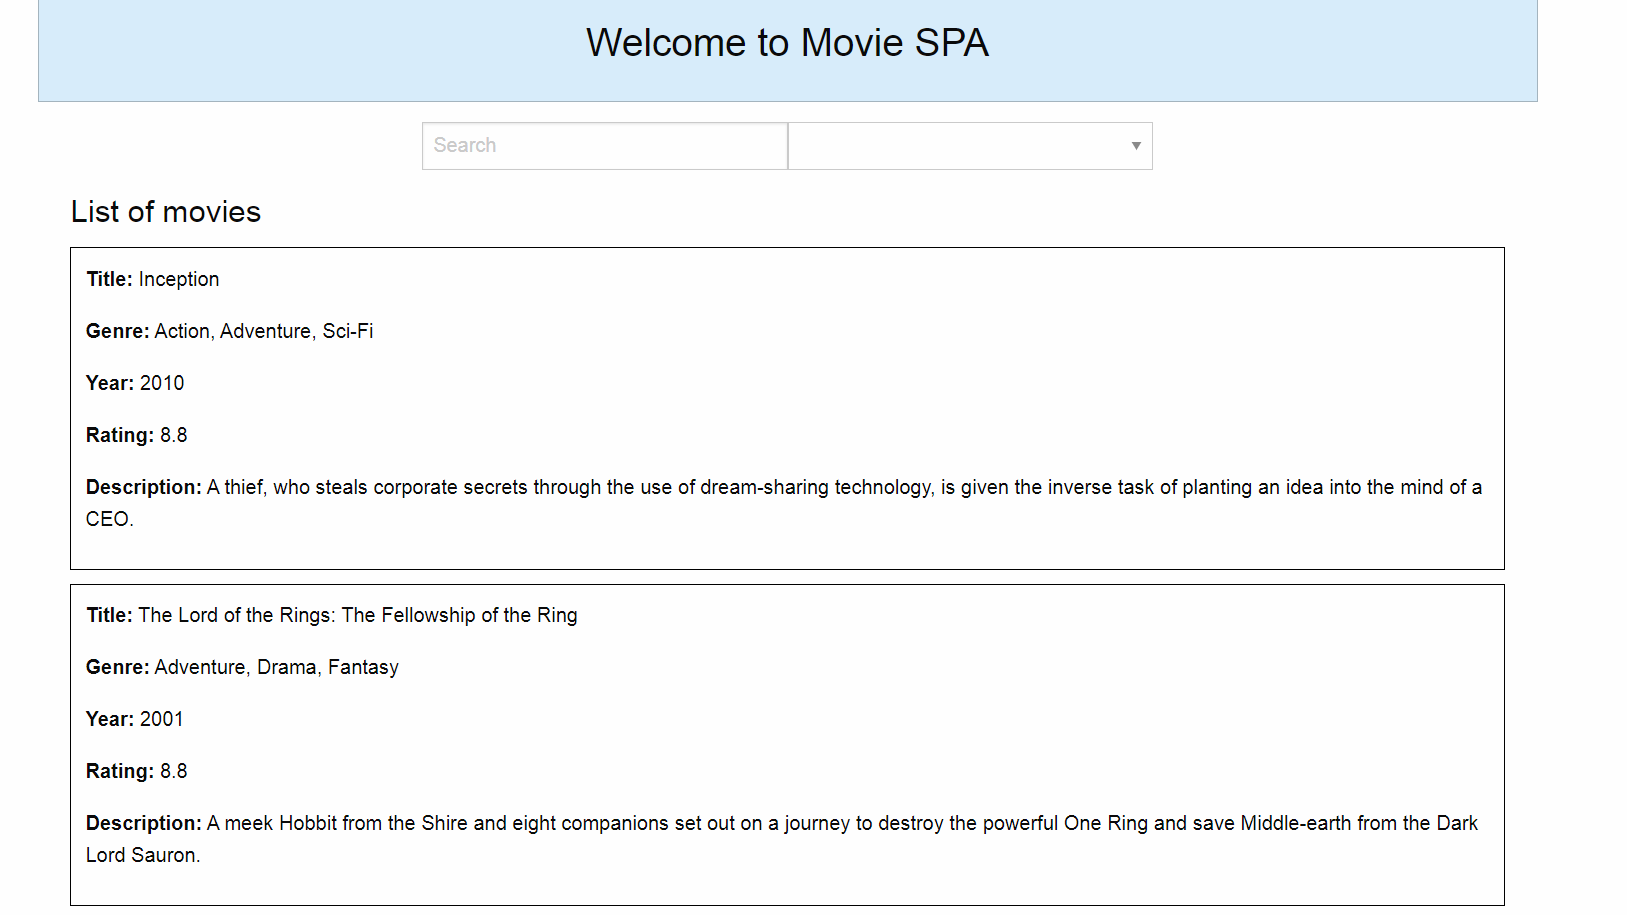 Welcome to Movie SPA
Search
List of movies
Title: Inception
Genre: Action, Adventure, Sci-Fi
Year: 2010
Rating: 8.8
Description: A thief, who steals corporate secrets through the use of dream-sharing technology, is given the inverse task of planting an idea into the mind of a
CEO.
Title: The Lord of the Rings: The Fellowship of the Ring
Genre: Adventure, Drama, Fantasy
Year: 2001
Rating: 8.8
Description: A meek Hobbit from the Shire and eight companions set out on a journey to destroy the powerful One Ring and save Middle-earth from the Dark
Lord Sauron.